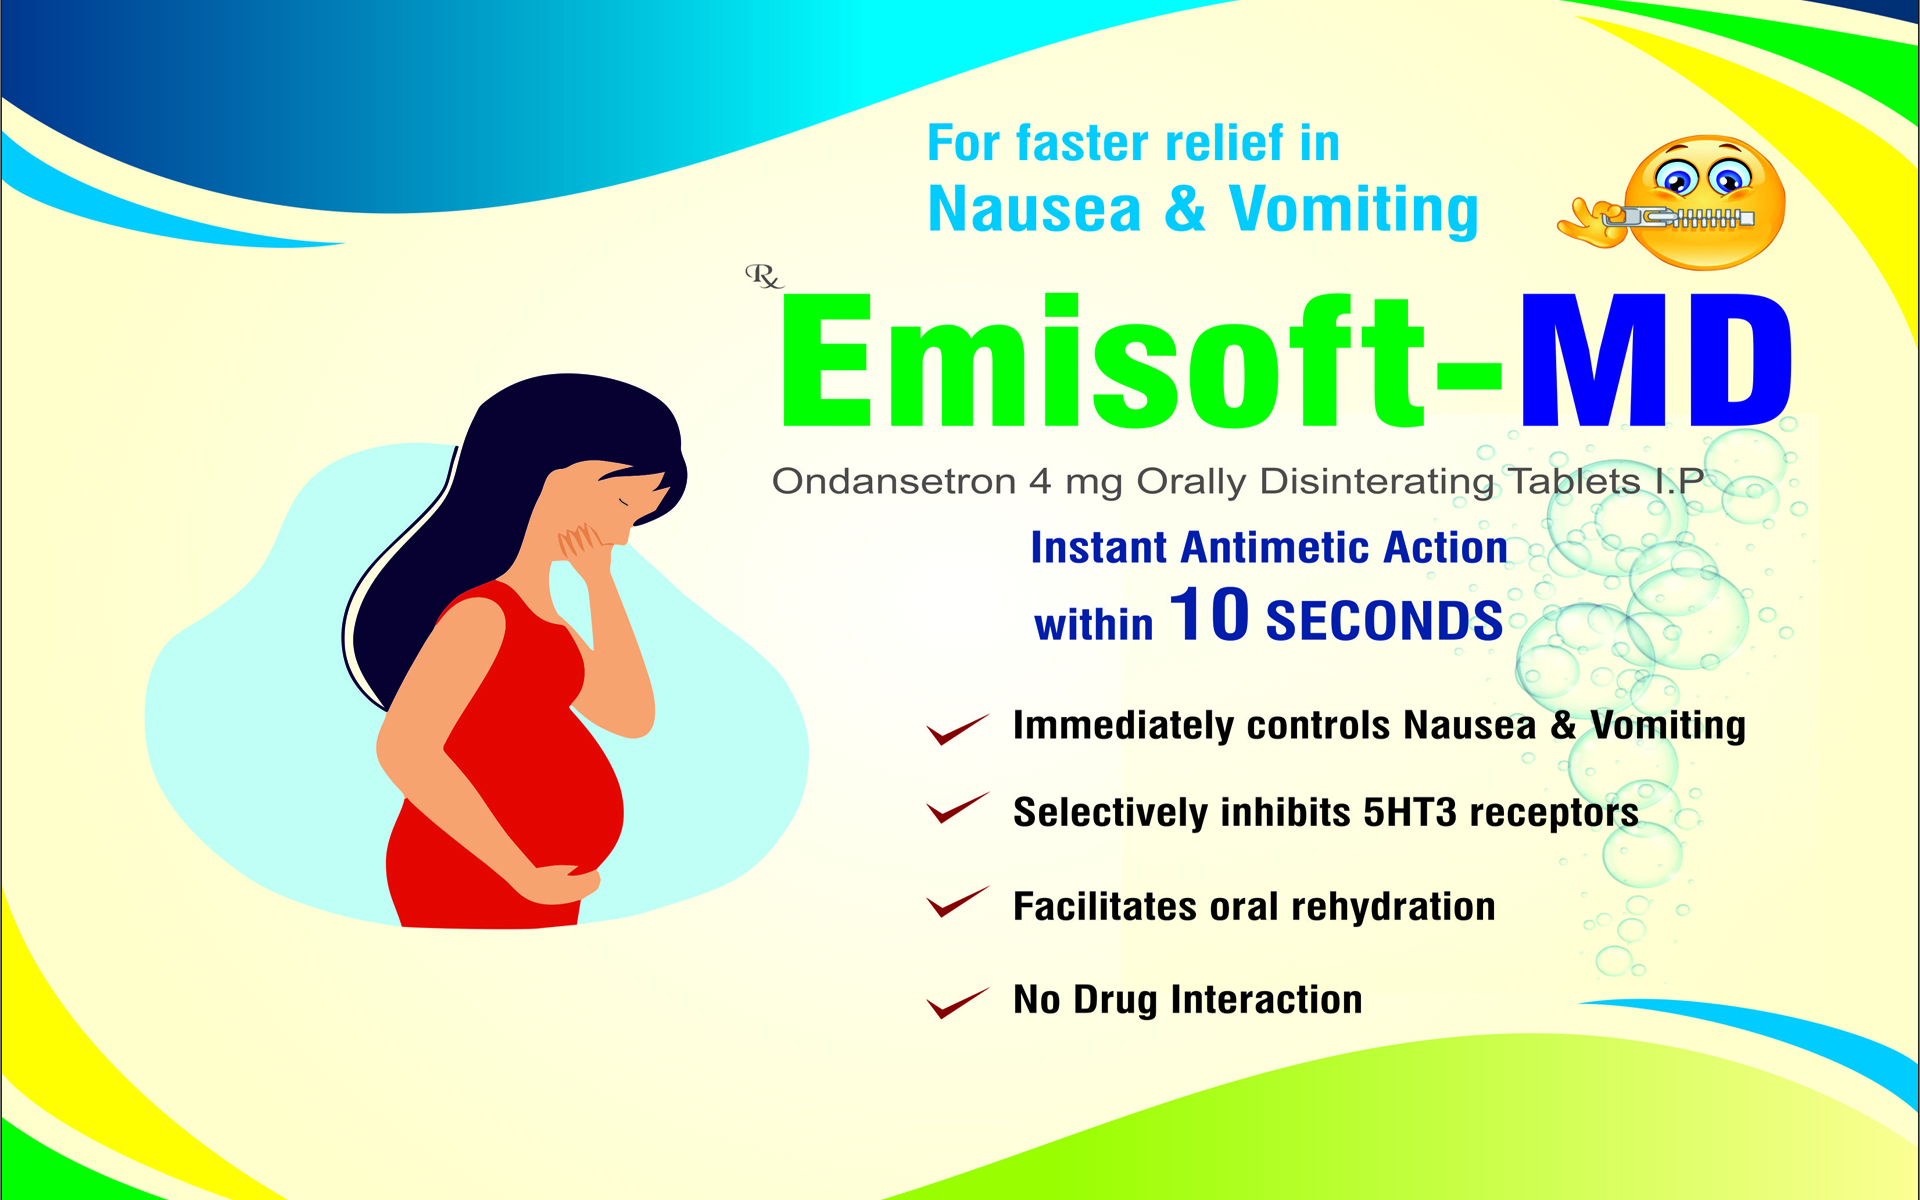 For faster relief in
Nausea & Vomiting
Rx
Emisoft-MD
Ondansetron 4 mg Orally Disinterating Tablets I.P
Instant Antimetic Action
within 10 SECONDS
Immediately controls Nausea & Vomiting
Selectively inhibits 5HT3 receptors
Facilitates oral rehydration
No Drug Interaction